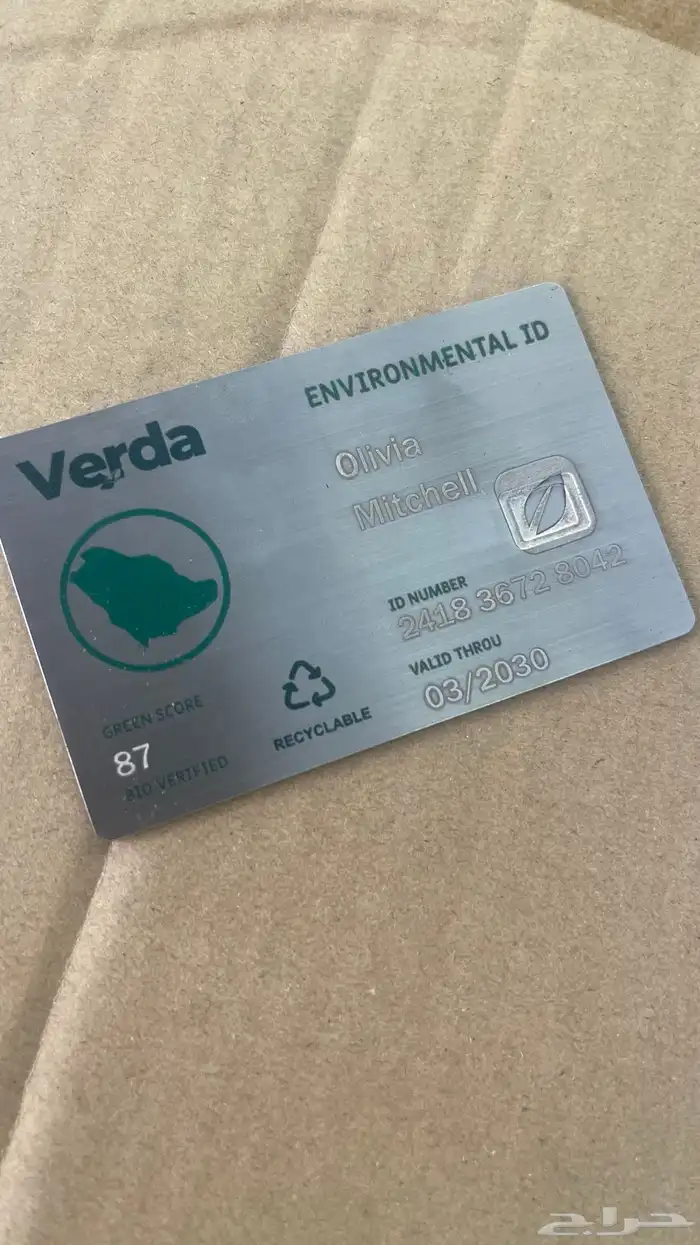 ENVIRONMENTAL ID
Verda
Olivia
Mitchell
ID NUMBER
2418 3672 8042
VALID THROU
03/2030
GREEN SCORE
87
BIO VERIFIED
RECYCLABLE
حراج